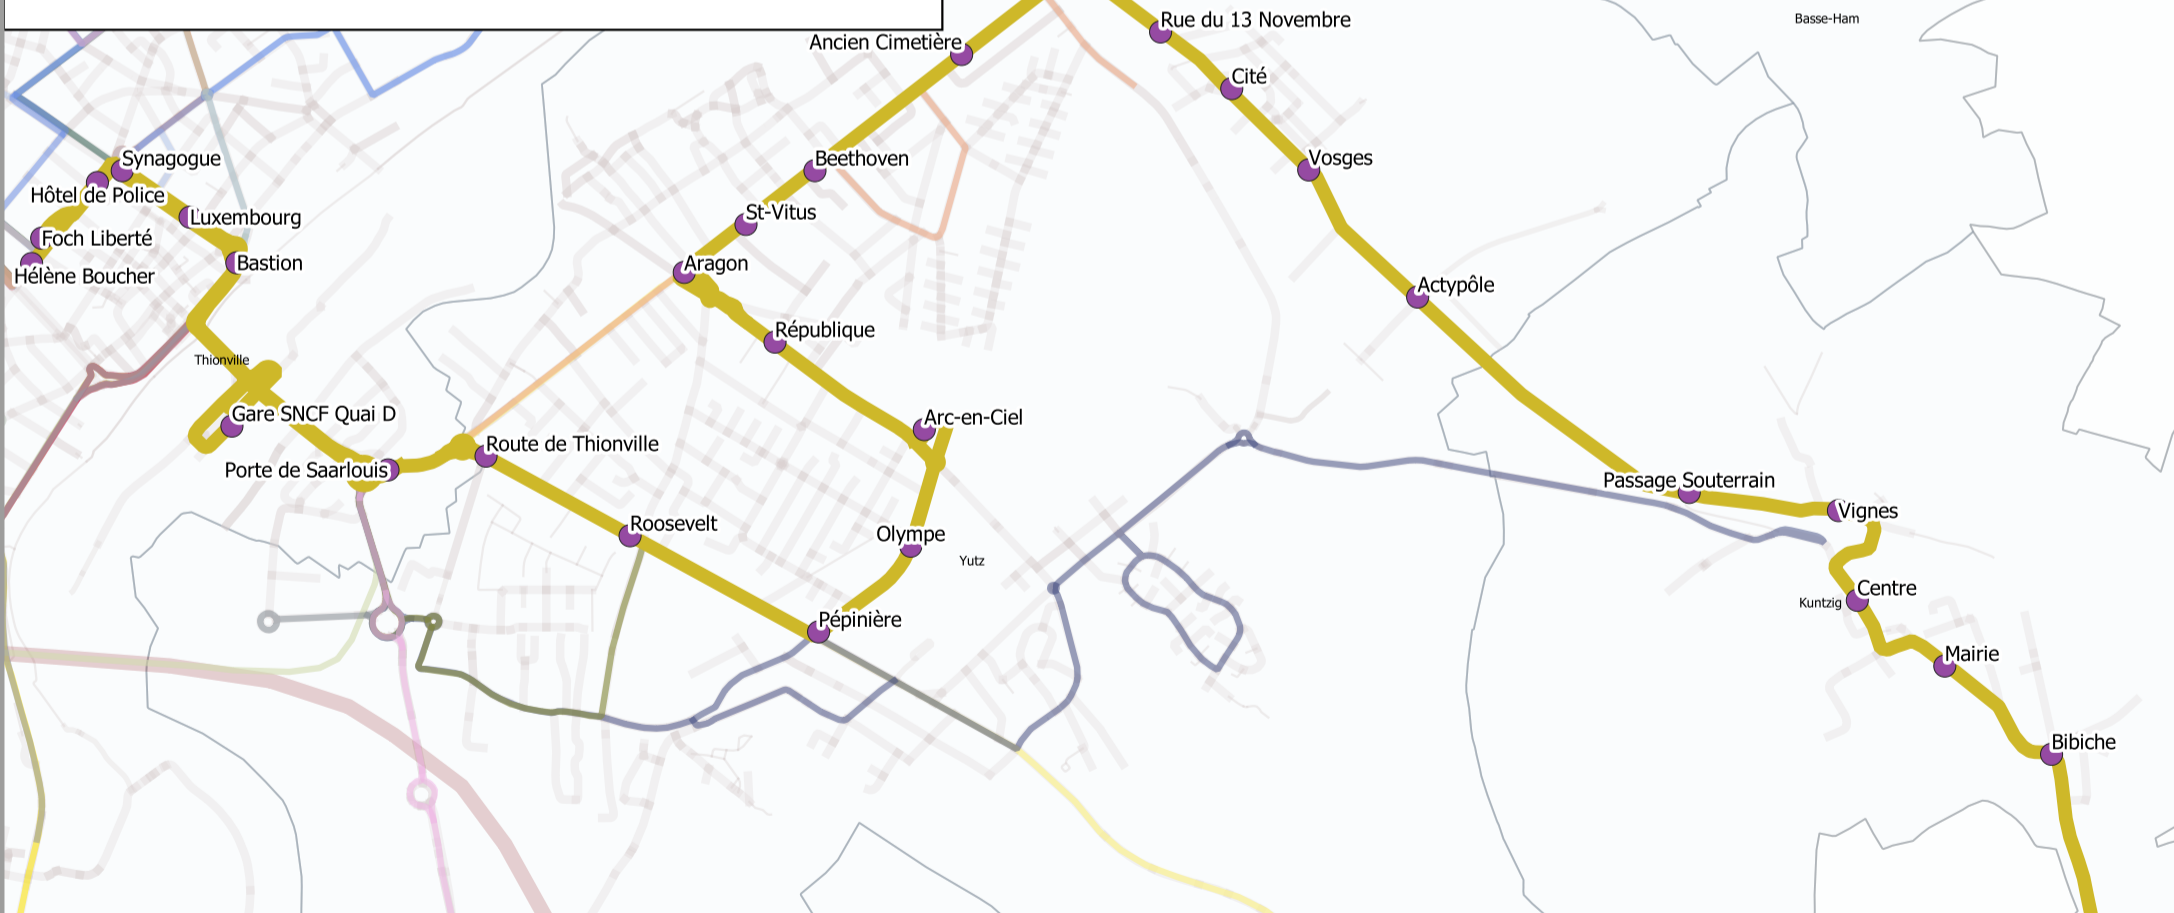 Rue du 13 Novembre
Basse-Ham
Ancien Cimetière
Cité
Synagogue
Beethoven
Vosges
Hôtel de Police
Luxembourg
St-Vitus
Foch Liberté
Bastion
Aragon
Hélène Boucher
Actypôle
République
Thionville
Gare SNCF Quai D
Arc-en-Ciel
Route de Thionville
Porte de Saarlouis
Passage Souterrain
Vignes
Roosevelt
Olympe
Yutz
Centre
Kuntzig
Pépinière
Mairie
Bibiche